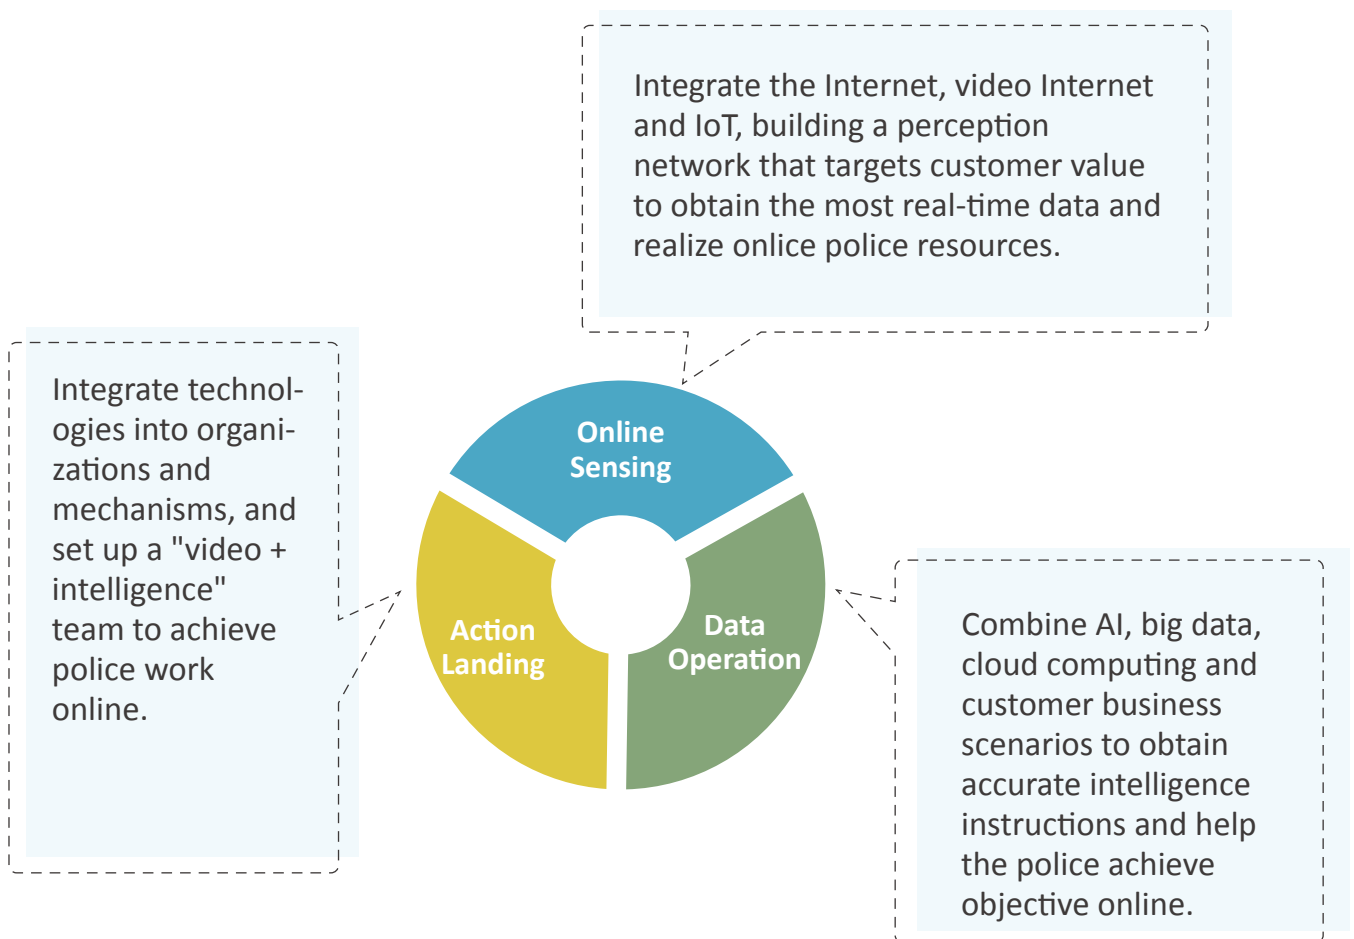 Integrate the Internet, video Internet
and IoT, building a perception
network that targets customer value
to obtain the most real-time data and
realize onlice police resources.
Integrate technol-
ogies into organi-
zations and
mechanisms, and
set up a "video +
intelligence"
team to achieve
police work
online.
Online
Sensing
Action
Landing
Data
Operation
Combine AI, big data,
cloud computing and
customer business
scenarios to obtain
accurate intelligence
instructions and help
the police achieve
objective online.